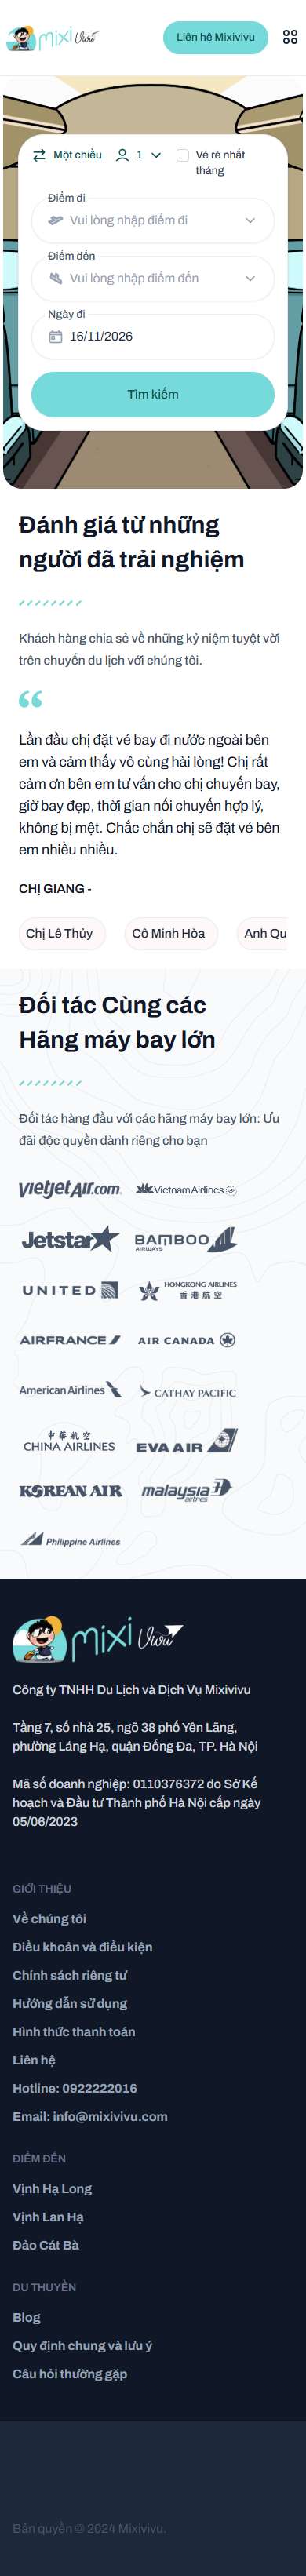 mixi Vivu
Liên hệ Mixivivu
Một chiều
1
Vé rẻ nhất
tháng
Điểm đi
Vui lòng nhập điểm đi
Điểm đến
Vui lòng nhập điểm đến
Ngày đi
16/11/2026
Tìm kiếm
Đánh giá từ những
người đã trải nghiệm
Khách hàng chia sẻ về những kỷ niệm tuyệt vời
trên chuyến du lịch với chúng tôi.
Lần đầu chị đặt vé bay đi nước ngoài bên
em và cảm thấy vô cùng hài lòng! Chị rất
cảm ơn bên em tư vấn cho chị chuyến bay,
giờ bay đẹp, thời gian nối chuyến hợp lý,
không bị mệt. Chắc chắn chị sẽ đặt vé bên
em nhiều nhiều.
CHỊ GIANG -
Chị Lê Thủy
Cô Minh Hòa
Anh Qu
Đối tác Cùng các
Hãng máy bay lớn
Đối tác hàng đầu với các hãng máy bay lớn: Ưu
đãi độc quyền dành riêng cho bạn
vietjetAir.com
Vietnam Airlines
Jetstar
BAMBOO
AIRWAYS
UNITED
HONGKONG AIRLINES
香港航空
AIRFRANCE
AIR CANADA
American Airlines
CATHAY PACIFIC
中華航空
CHINA AIRLINES
EVA AIR
KOREAN AIR
malaysia
airlines
Philippine Airlines
mixi Vivu
Công ty TNHH Du Lịch và Dịch Vụ Mixivivu
Tầng 7, số nhà 25, ngõ 38 phố Yên Lãng,
phường Láng Hạ, quận Đống Đa, TP. Hà Nội
Mã số doanh nghiệp: 0110376372 do Sở Kế
hoạch và Đầu tư Thành phố Hà Nội cấp ngày
05/06/2023
GIỚI THIỆU
Về chúng tôi
Điều khoản và điều kiện
Chính sách riêng tư
Hướng dẫn sử dụng
Hình thức thanh toán
Liên hệ
Hotline: 0922222016
Email: info@mixivivu.com
ĐIỂM ĐẾN
Vịnh Hạ Long
Vịnh Lan Hạ
Đảo Cát Bà
DU THUYỀN
Blog
Quy định chung và lưu ý
Câu hỏi thường gặp
Bản quyền © 2024 Mixivivu.